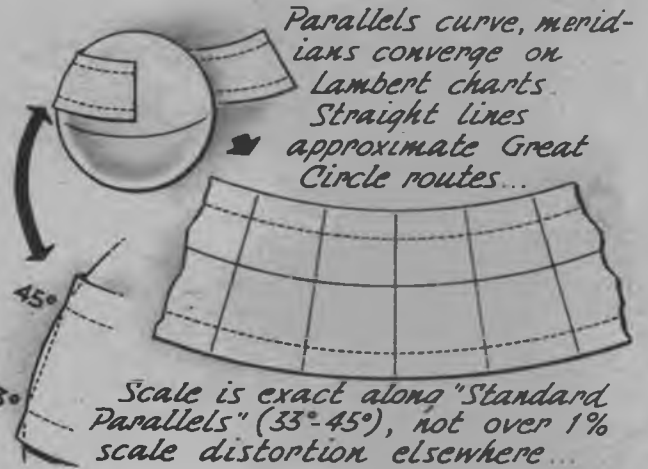 Parallels curve, merid-
ians converge on
Lambert charts.
Straight lines
approximate Great
Circle routes...
45°
3°
Scale is exact along "Standard
Parallels" (33°-45°), not over 1%
scale distortion elsewhere...